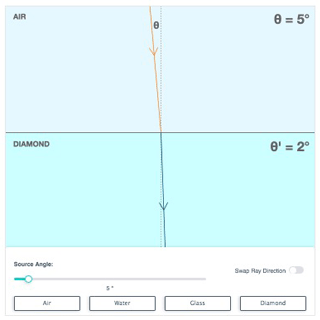 AIR
θ = 5°
θ
DIAMOND
θ' = 2°
Source Angle:
Swap Ray Direction
5 °
Air Water Glass Diamond